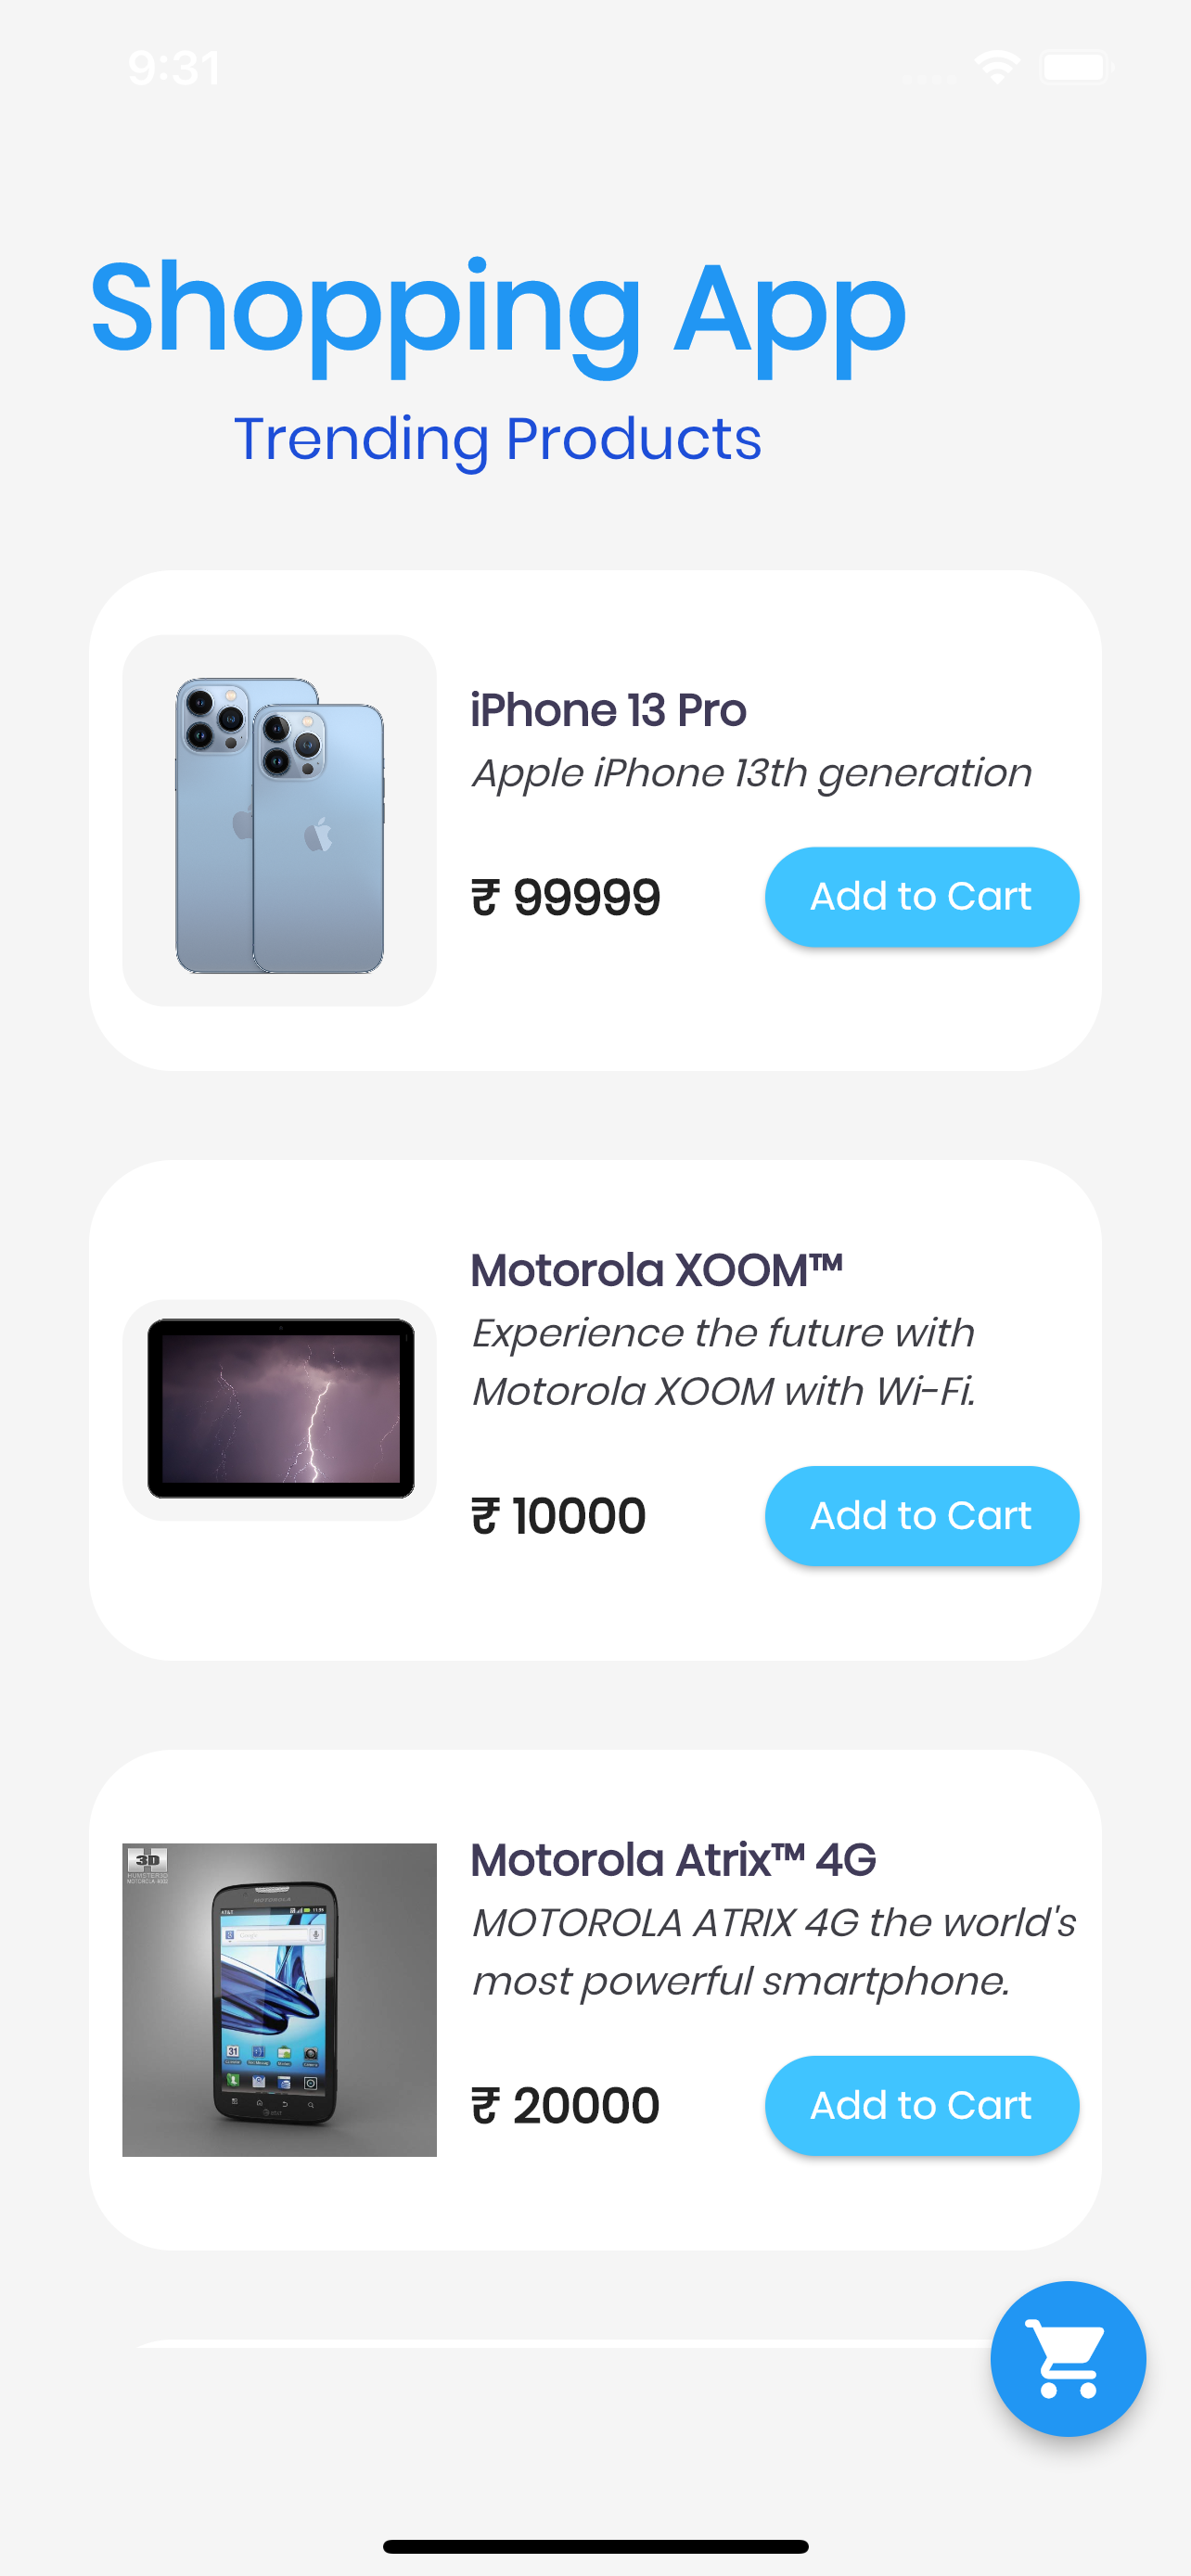 9:31
Shopping App
Trending Products
iPhone 13 Pro
Apple iPhone 13th generation
₹ 99999
Add to Cart
Motorola XOOM™
Experience the future with
Motorola XOOM with Wi-Fi.
₹ 10000
Add to Cart
3D
Motorola Atrix™ 4G
MOTOROLA ATRIX 4G the world's
most powerful smartphone.
₹ 20000
Add to Cart